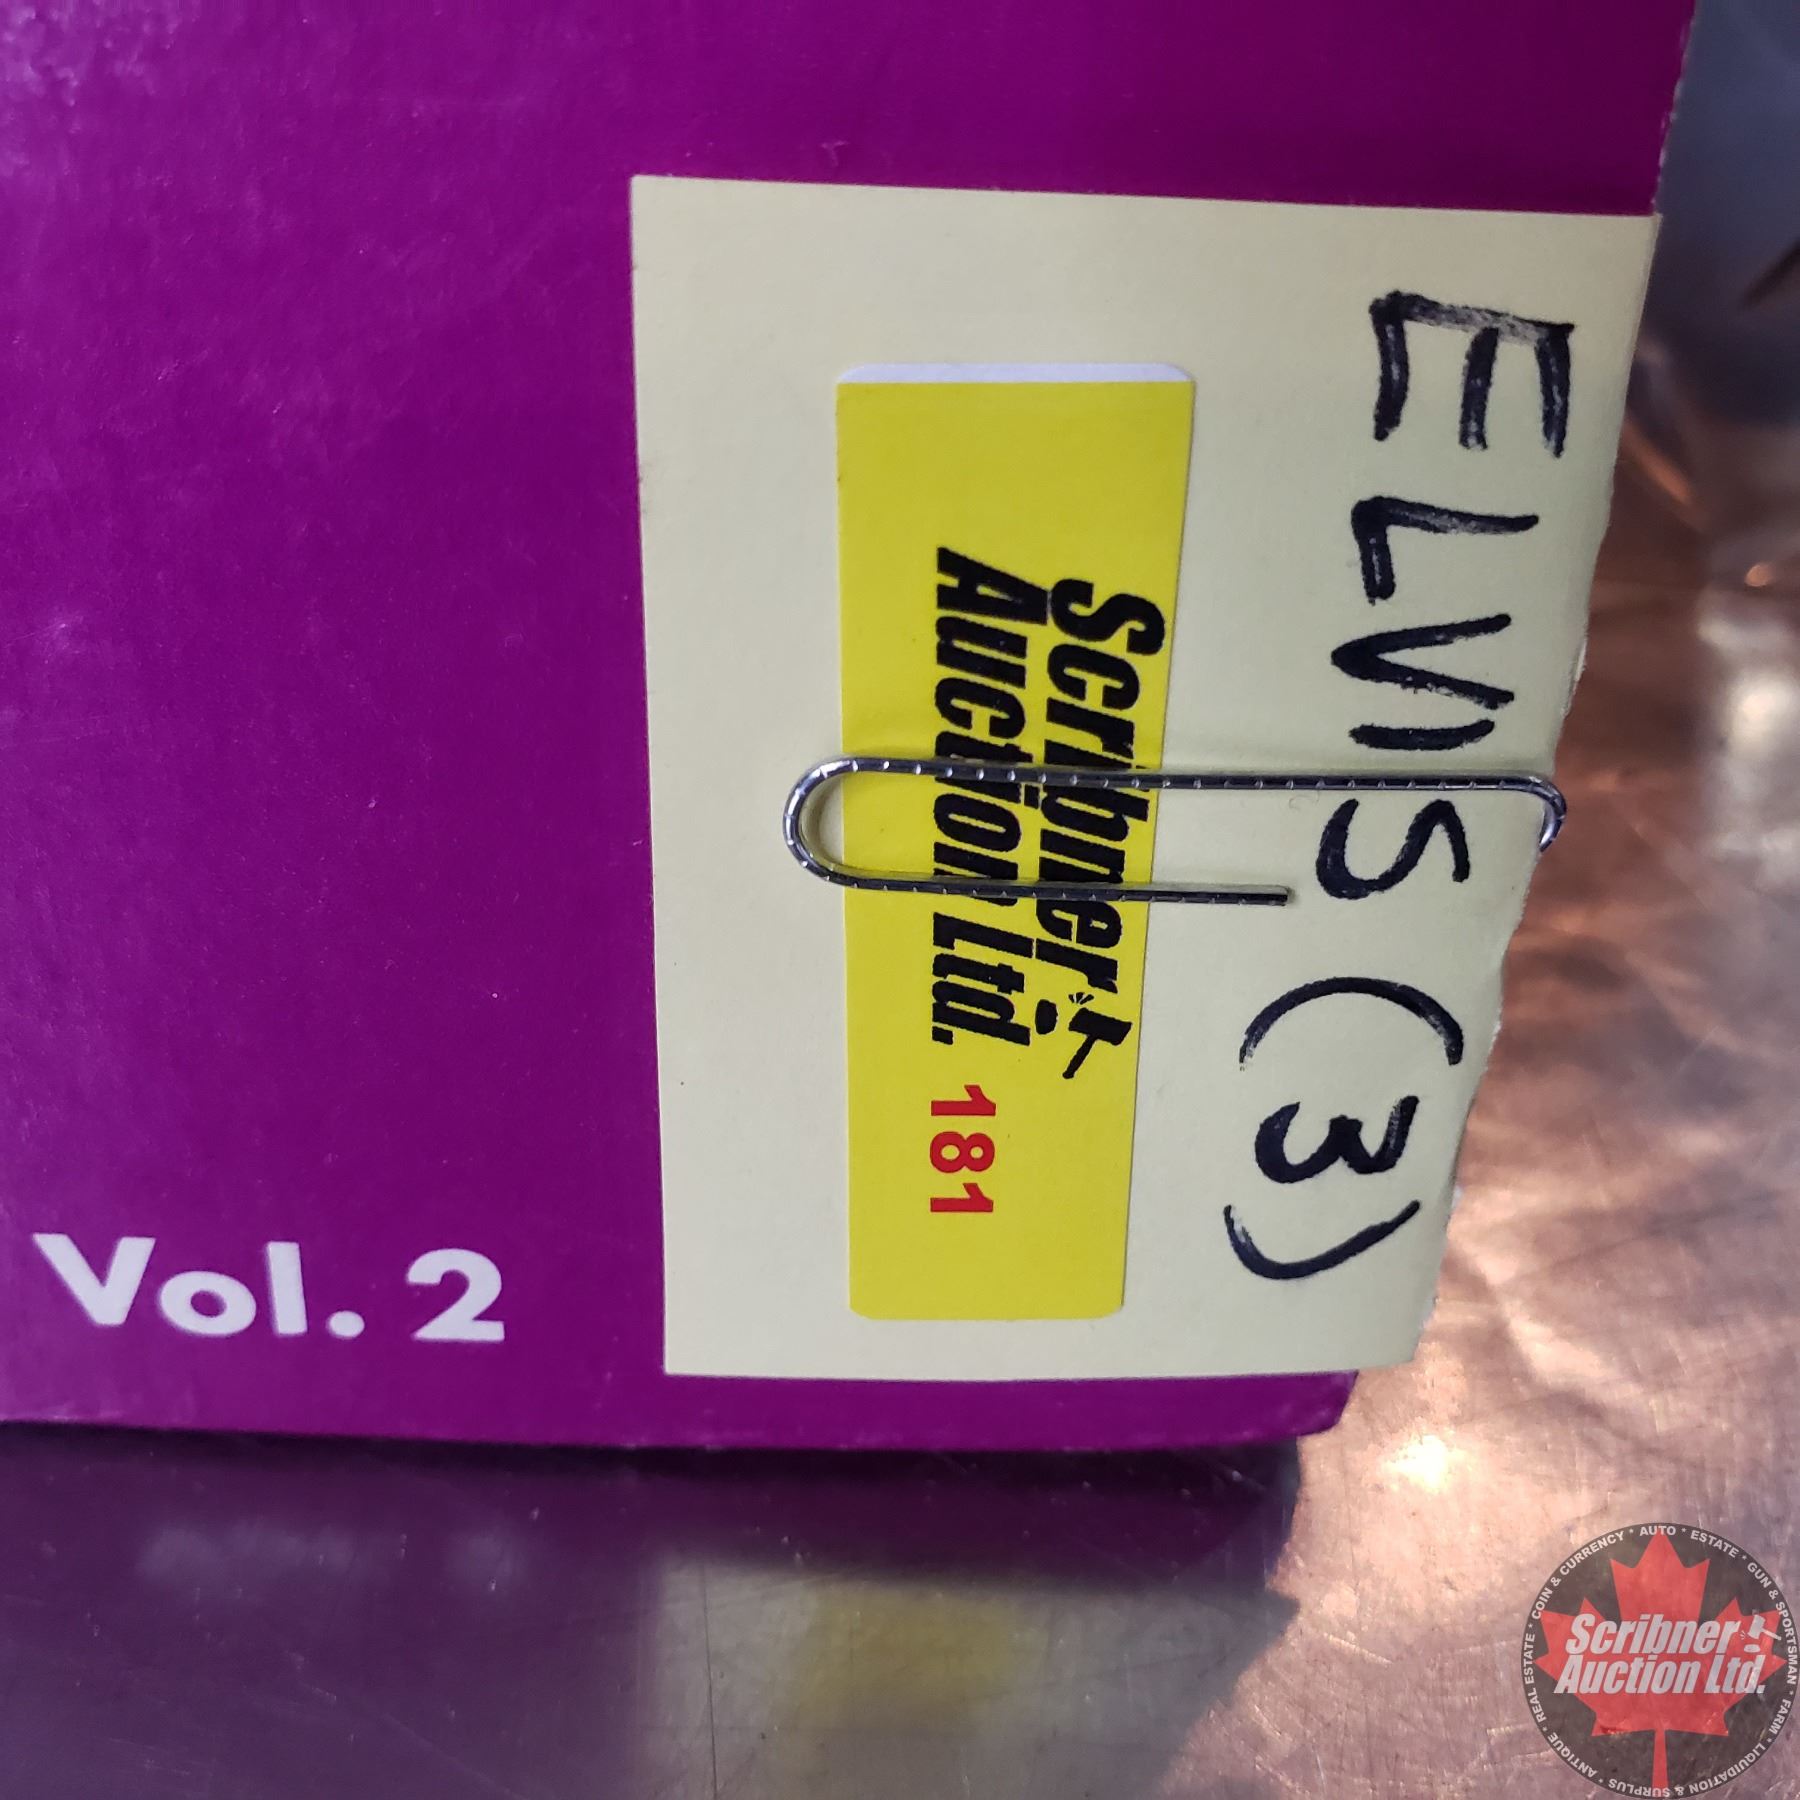 ELVIS (3)
Scribner
Auction Ltd.
181
Vol. 2
COIN & CURRENCY * AUTO * ESTATE * GUN & SPORTSMAN * FARM * LIQUIDATION & SURPLUS * ANTIQUE * REAL ESTATE *
Scribner
Auction Ltd.